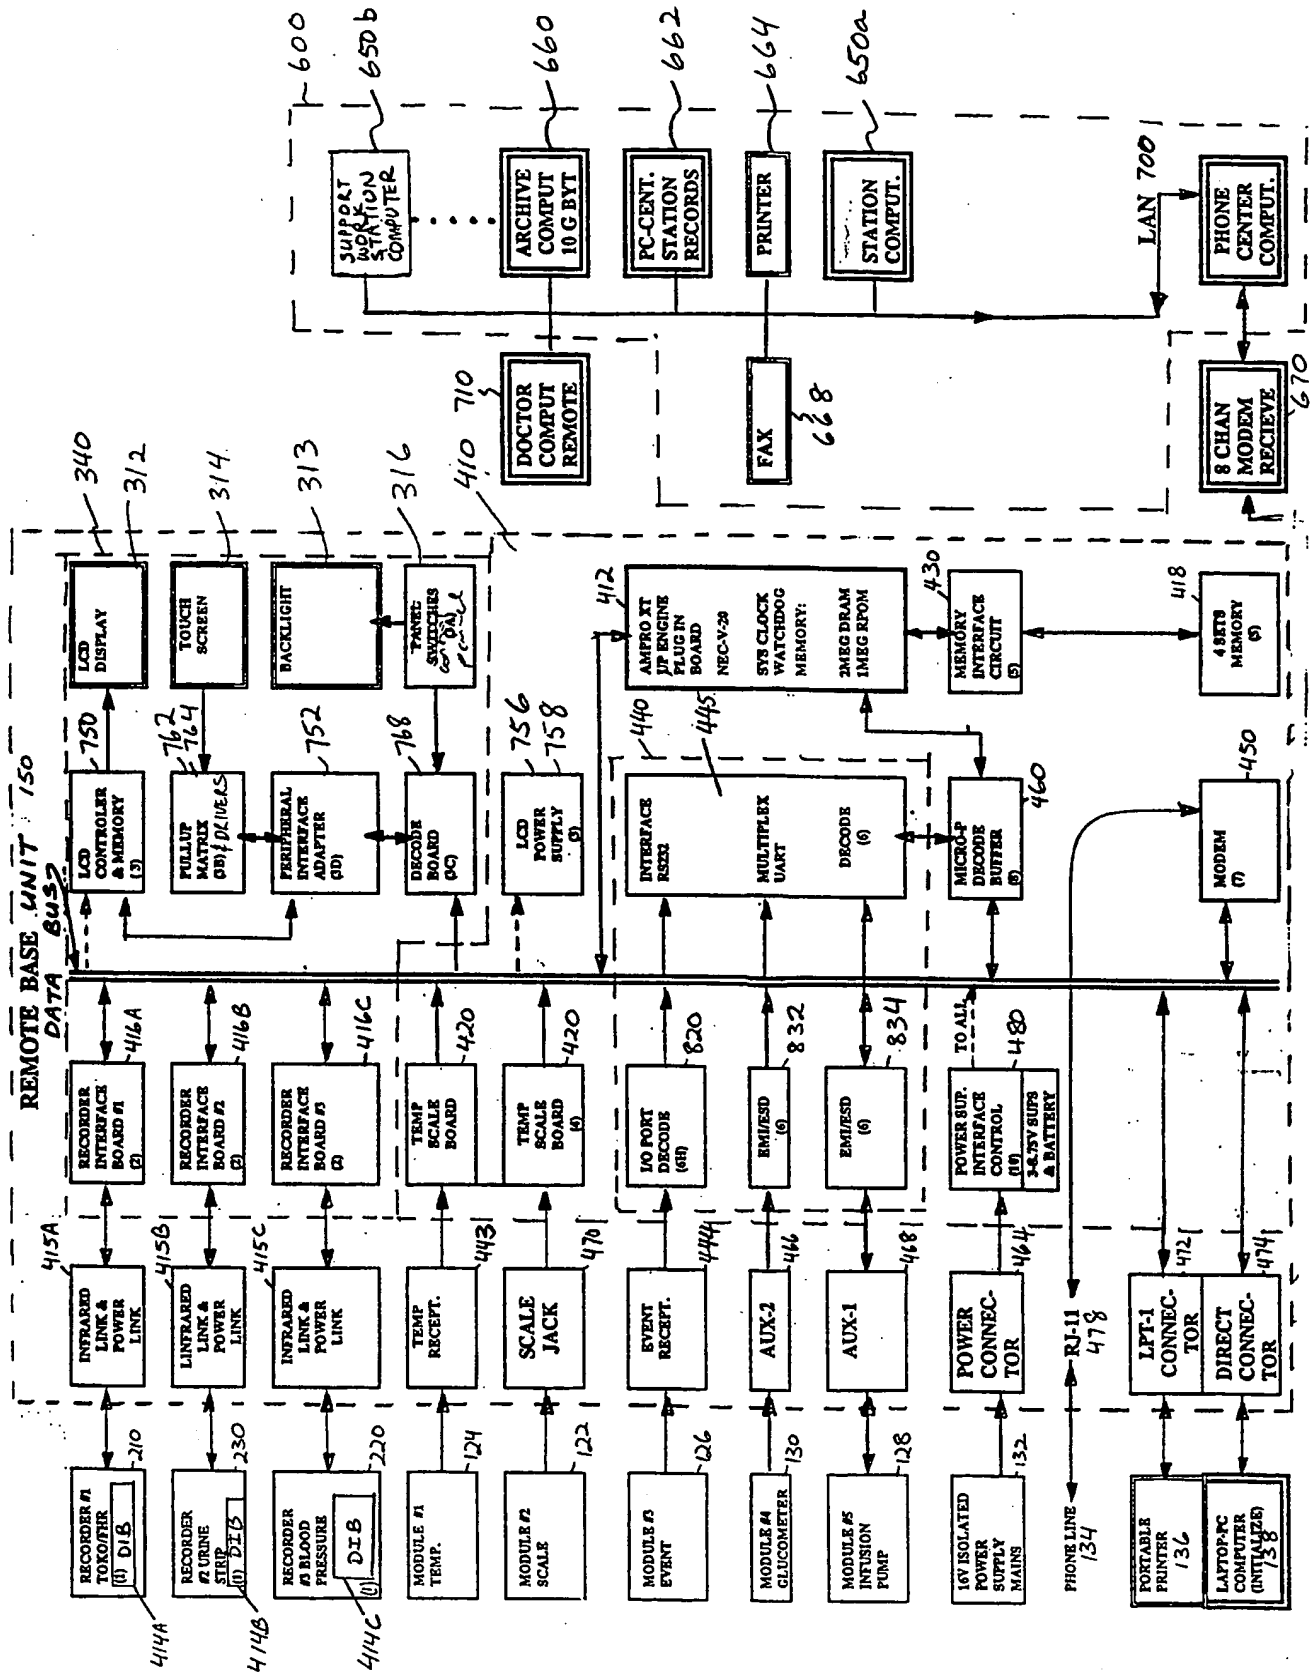 600
650b
660
662
664
650a
SUPPORT
WORK
STATION
COMPUTER
ARCHIVE
COMPUT
10 G BYT
PC-CENT.
STATION
RECORDS
PRINTER
STATION
COMPUT.
LAN 700
PHONE
CENTER
COMPUT.
710
DOCTOR
COMPUT
REMOTE
FAX
668
8 CHAN
MODEM
RECIEVE
670
REMOTE BASE UNIT 150
DATA BUS
340
312
314
313
316
410
LCD
DISPLAY
TOUCH
SCREEN
BACKLIGHT
PANEL
SWITCHES
ON
412
AMPRO XT
UP ENGINE
PLUG IN
BOARD
NEC-V-20
SYS CLOCK
WATCHDOG
MEMORY:
2MEG DRAM
1MEG RPOM
430
MEMORY
INTERFACE
CIRCUIT
(5)
418
4 SETS
MEMORY
(5)
750
LCD
CONTROLER
& MEMORY
(3)
762
764
PULLUP
MATRIX
(3B) & DRIVERS
752
PERIPHERAL
INTERFACE
ADAPTER
(3D)
768
DECODE
BOARD
(3C)
756
758
LCD
POWER
SUPPLY
(3)
440
445
INTERFACE
RS232
MULTIPLEX
UART
DECODE
(6)
460
MICRO-P
DECODE
BUFFER
(8)
450
MODEM
(7)
416A
RECORDER
INTERFACE
BOARD #1
(2)
416B
RECORDER
INTERFACE
BOARD #2
(2)
416C
RECORDER
INTERFACE
BOARD #3
(2)
420
TEMP
SCALE
BOARD
420
TEMP
SCALE
BOARD
(4)
820
I/O PORT
DECODE
(6H)
832
EMI/ESD
(6)
834
EMI/ESD
(6)
TO ALL
480
POWER SUP.
INTERFACE
CONTROL
(10)
3-8.75V SUPS
& BATTERY
415A
INFRARED
LINK &
POWER
LINK
415B
LINFRARED
LINK &
POWER
LINK
415C
INFRARED
LINK &
POWER
LINK
443
TEMP
RECEPT.
470
SCALE
JACK
444
EVENT
RECEPT.
466
AUX-2
468
AUX-1
464
POWER
CONNEC-
TOR
RJ-11
478
472
LPT-1
CONNEC-
TOR
474
DIRECT
CONNEC-
TOR
210
RECORDER #1
TOKO/FHR
(1) DIB
414A
230
RECORDER
#2 URINE
STRIP
(1) DIB
414B
220
RECORDER
#3 BLOOD
PRESSURE
DIB
(1)
414C
124
MODULE #1
TEMP.
122
MODULE #2
SCALE
126
MODULE #3
EVENT
130
MODULE #4
GLUCOMETER
128
MODULE #5
INFUSION
PUMP
132
16V ISOLATED
POWER
SUPPLY
MAINS
PHONE LINE
134
PORTABLE
PRINTER
136
LAPTOP-PC
COMPUTER
(INITIALIZE)
138